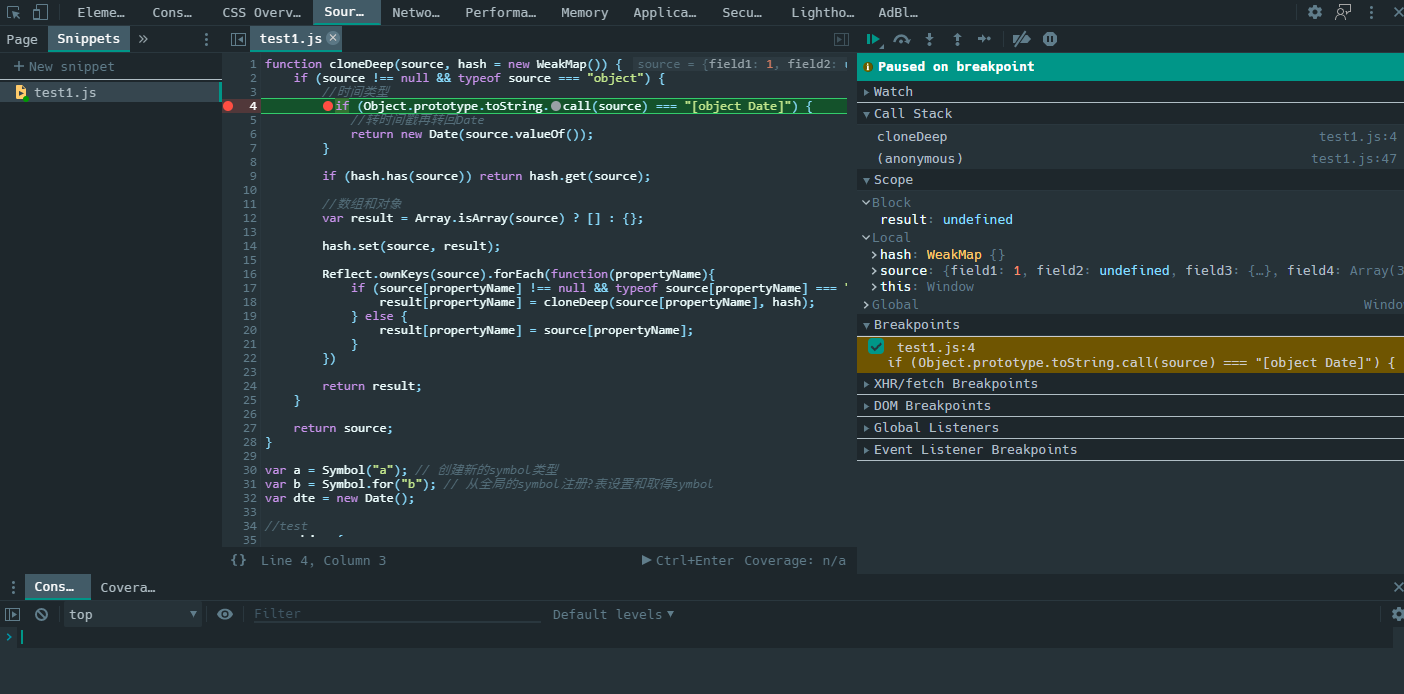 Eleme… Cons… CSS Overv… Sour… Netwo… Performa… Memory Applica… Secu… Lightho… AdBl…
Page Snippets »
test1.js
+ New snippet
test1.js
1 function cloneDeep(source, hash = new WeakMap()) { source = {field1: 1, field2: u
2 if (source !== null && typeof source === "object") {
3 //时间类型
4 if (Object.prototype.toString.call(source) === "[object Date]") {
5 //转时间戳再转回Date
6 return new Date(source.valueOf());
7 }
8
9 if (hash.has(source)) return hash.get(source);
10
11 //数组和对象
12 var result = Array.isArray(source) ? [] : {};
13
14 hash.set(source, result);
15
16 Reflect.ownKeys(source).forEach(function(propertyName){
17 if (source[propertyName] !== null && typeof source[propertyName] === "
18 result[propertyName] = cloneDeep(source[propertyName], hash);
19 } else {
20 result[propertyName] = source[propertyName];
21 }
22 })
23
24 return result;
25 }
26
27 return source;
28 }
29
30 var a = Symbol("a"); // 创建新的symbol类型
31 var b = Symbol.for("b"); // 从全局的symbol注册?表设置和取得symbol
32 var dte = new Date();
33
34 //test
35
{} Line 4, Column 3 Ctrl+Enter Coverage: n/a
Paused on breakpoint
Watch
Call Stack
cloneDeep test1.js:4
(anonymous) test1.js:47
Scope
Block
result: undefined
Local
hash: WeakMap {}
source: {field1: 1, field2: undefined, field3: {…}, field4: Array(3
this: Window
Global Windo
Breakpoints
test1.js:4
if (Object.prototype.toString.call(source) === "[object Date]") {
XHR/fetch Breakpoints
DOM Breakpoints
Global Listeners
Event Listener Breakpoints
Cons… Covera…
top Filter Default levels
>